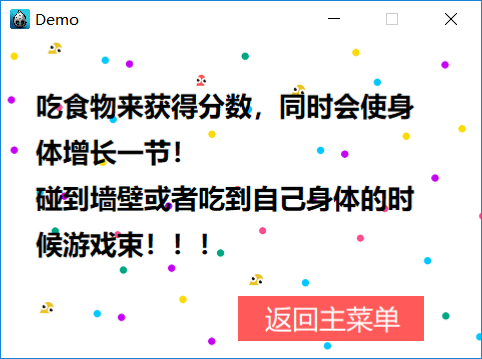 Demo
吃食物来获得分数，同时会使身
体增长一节！
碰到墙壁或者吃到自己身体的时
候游戏束！！！
返回主菜单